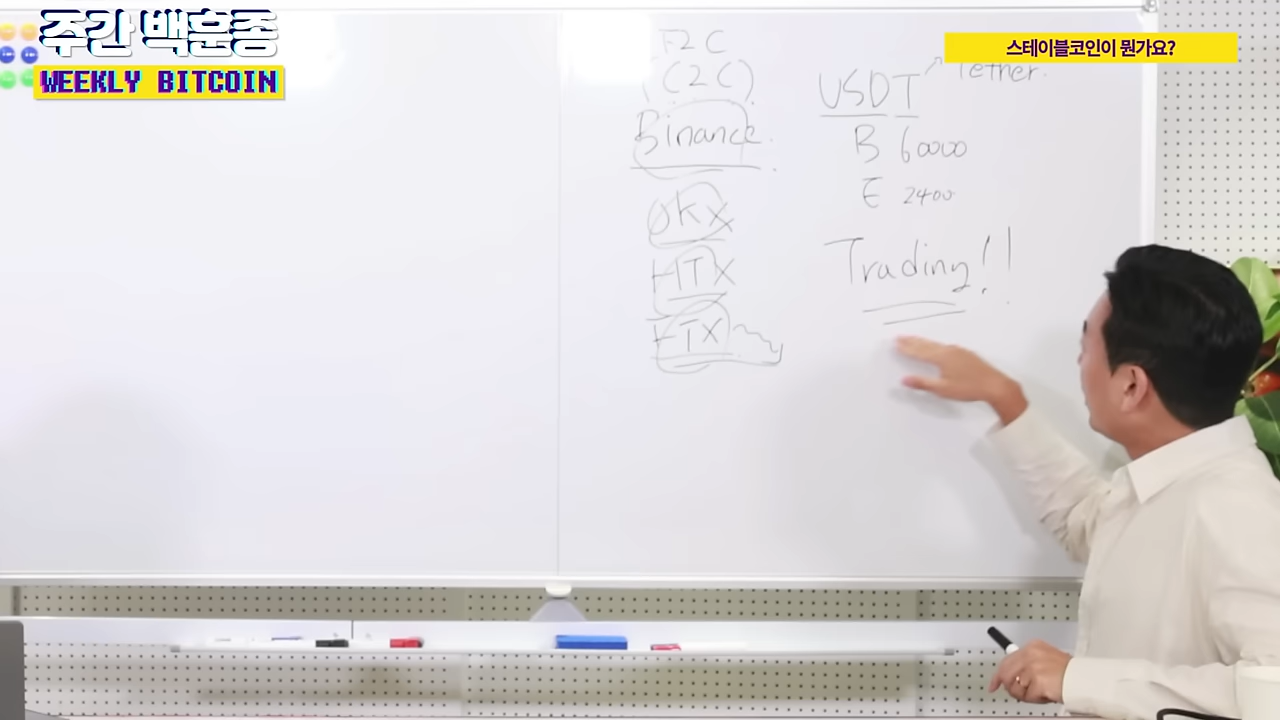 주간 백훈종
WEEKLY BITCOIN
스테이블코인이 뭔가요?
F2C
(C2C)
Binance.
OKX
HTX
FTX
USDT
Tether.
B 60000
E 2400
Trading!!